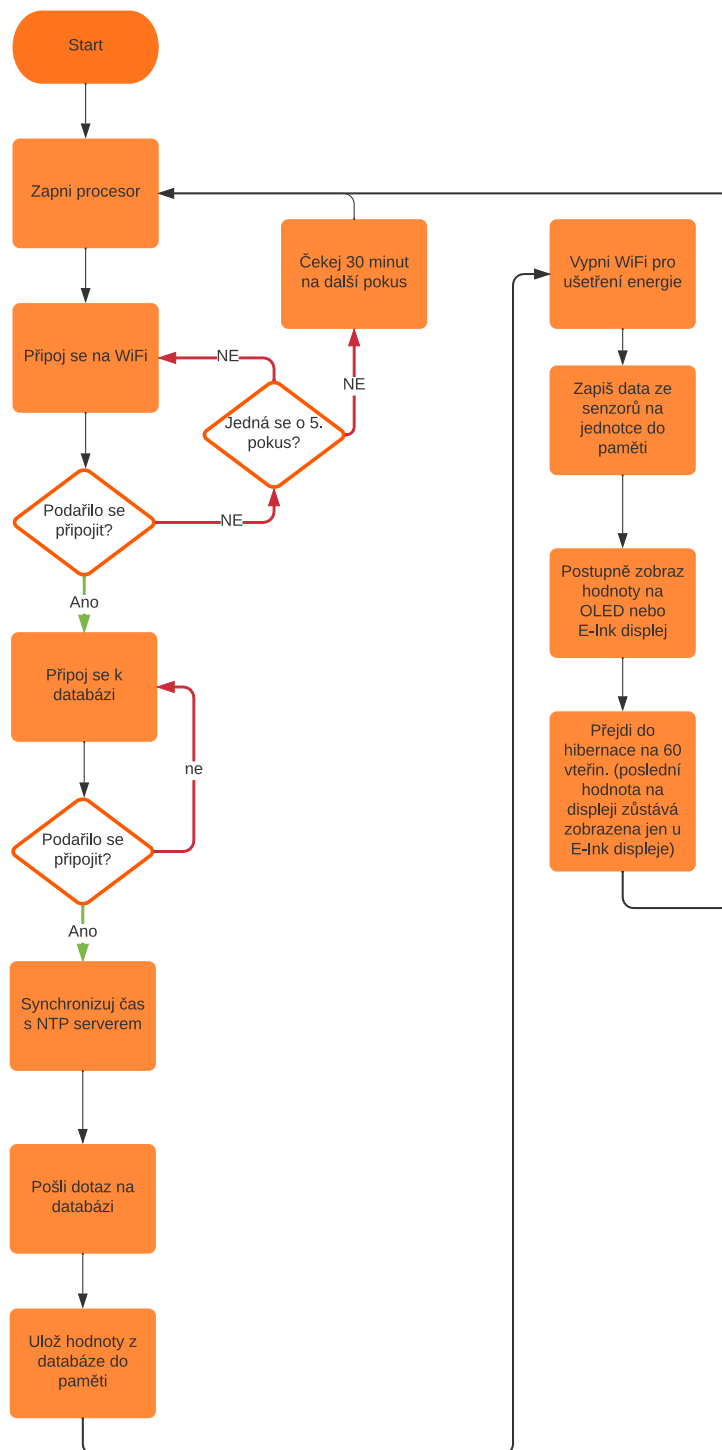 Start
Zapni procesor
Připoj se na WiFi
Podařilo se
připojit?
NE
Jedná se o 5.
pokus?
NE
NE
Čekej 30 minut
na další pokus
Ano
Připoj se k
databázi
Podařilo se
připojit?
ne
Ano
Synchronizuj čas
s NTP serverem
Pošli dotaz na
databázi
Ulož hodnoty z
databáze do
paměti
Vypni WiFi pro
ušetření energie
Zapiš data ze
senzorů na
jednotce do
paměti
Postupně zobraz
hodnoty na
OLED nebo
E-Ink displej
Přejdi do
hibernace na 60
vteřin. (poslední
hodnota na
displeji zůstává
zobrazena jen u
E-Ink displeje)